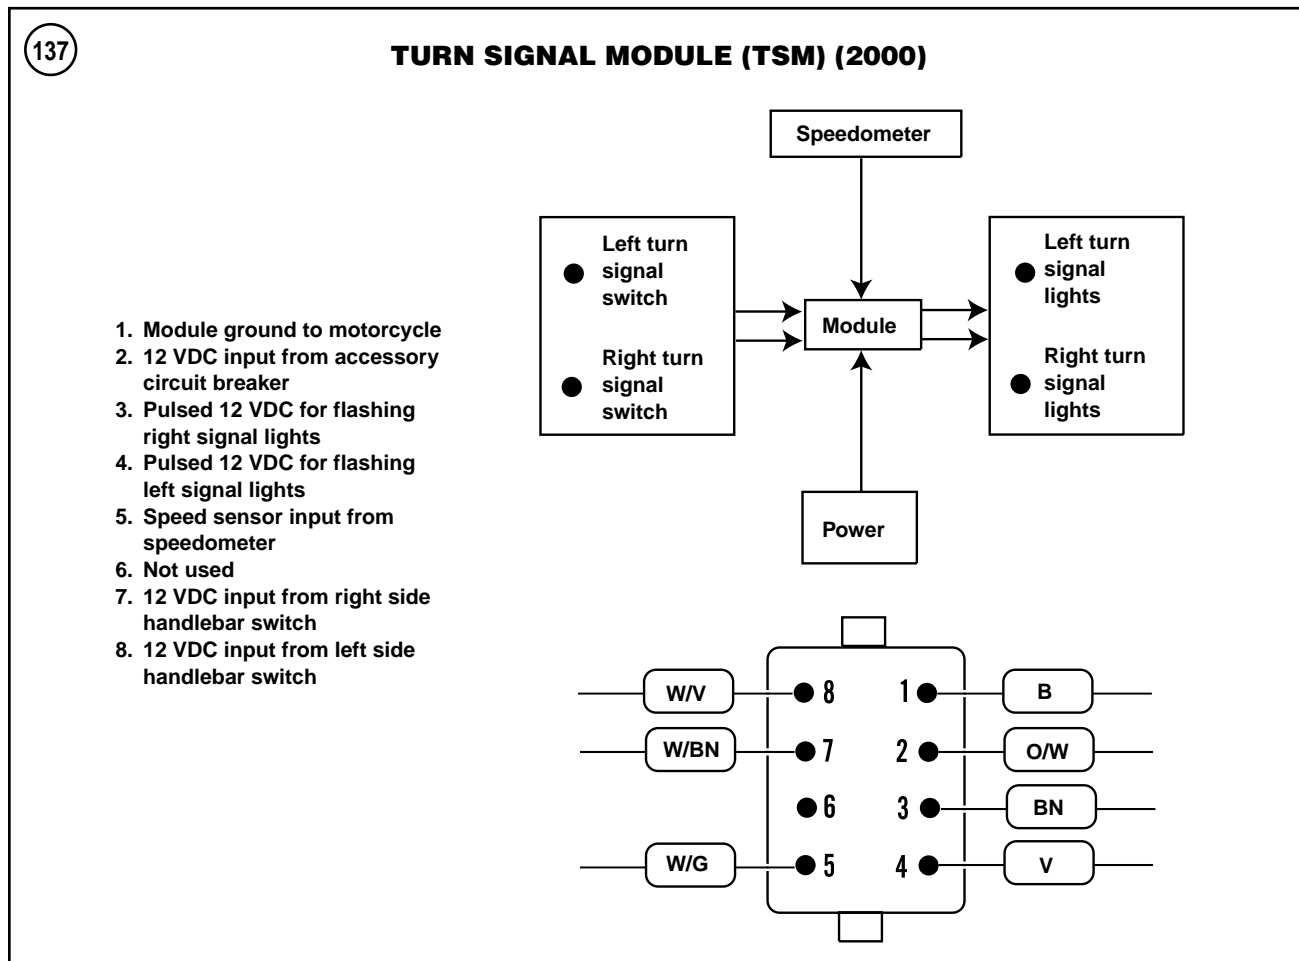 137
TURN SIGNAL MODULE (TSM) (2000)
Speedometer
Left turn
signal
switch
Right turn
signal
switch
Module
Left turn
signal
lights
Right turn
signal
lights
Power
1. Module ground to motorcycle
2. 12 VDC input from accessory
circuit breaker
3. Pulsed 12 VDC for flashing
right signal lights
4. Pulsed 12 VDC for flashing
left signal lights
5. Speed sensor input from
speedometer
6. Not used
7. 12 VDC input from right side
handlebar switch
8. 12 VDC input from left side
handlebar switch
W/V 8 1 B
W/BN 7 2 O/W
6 3 BN
W/G 5 4 V